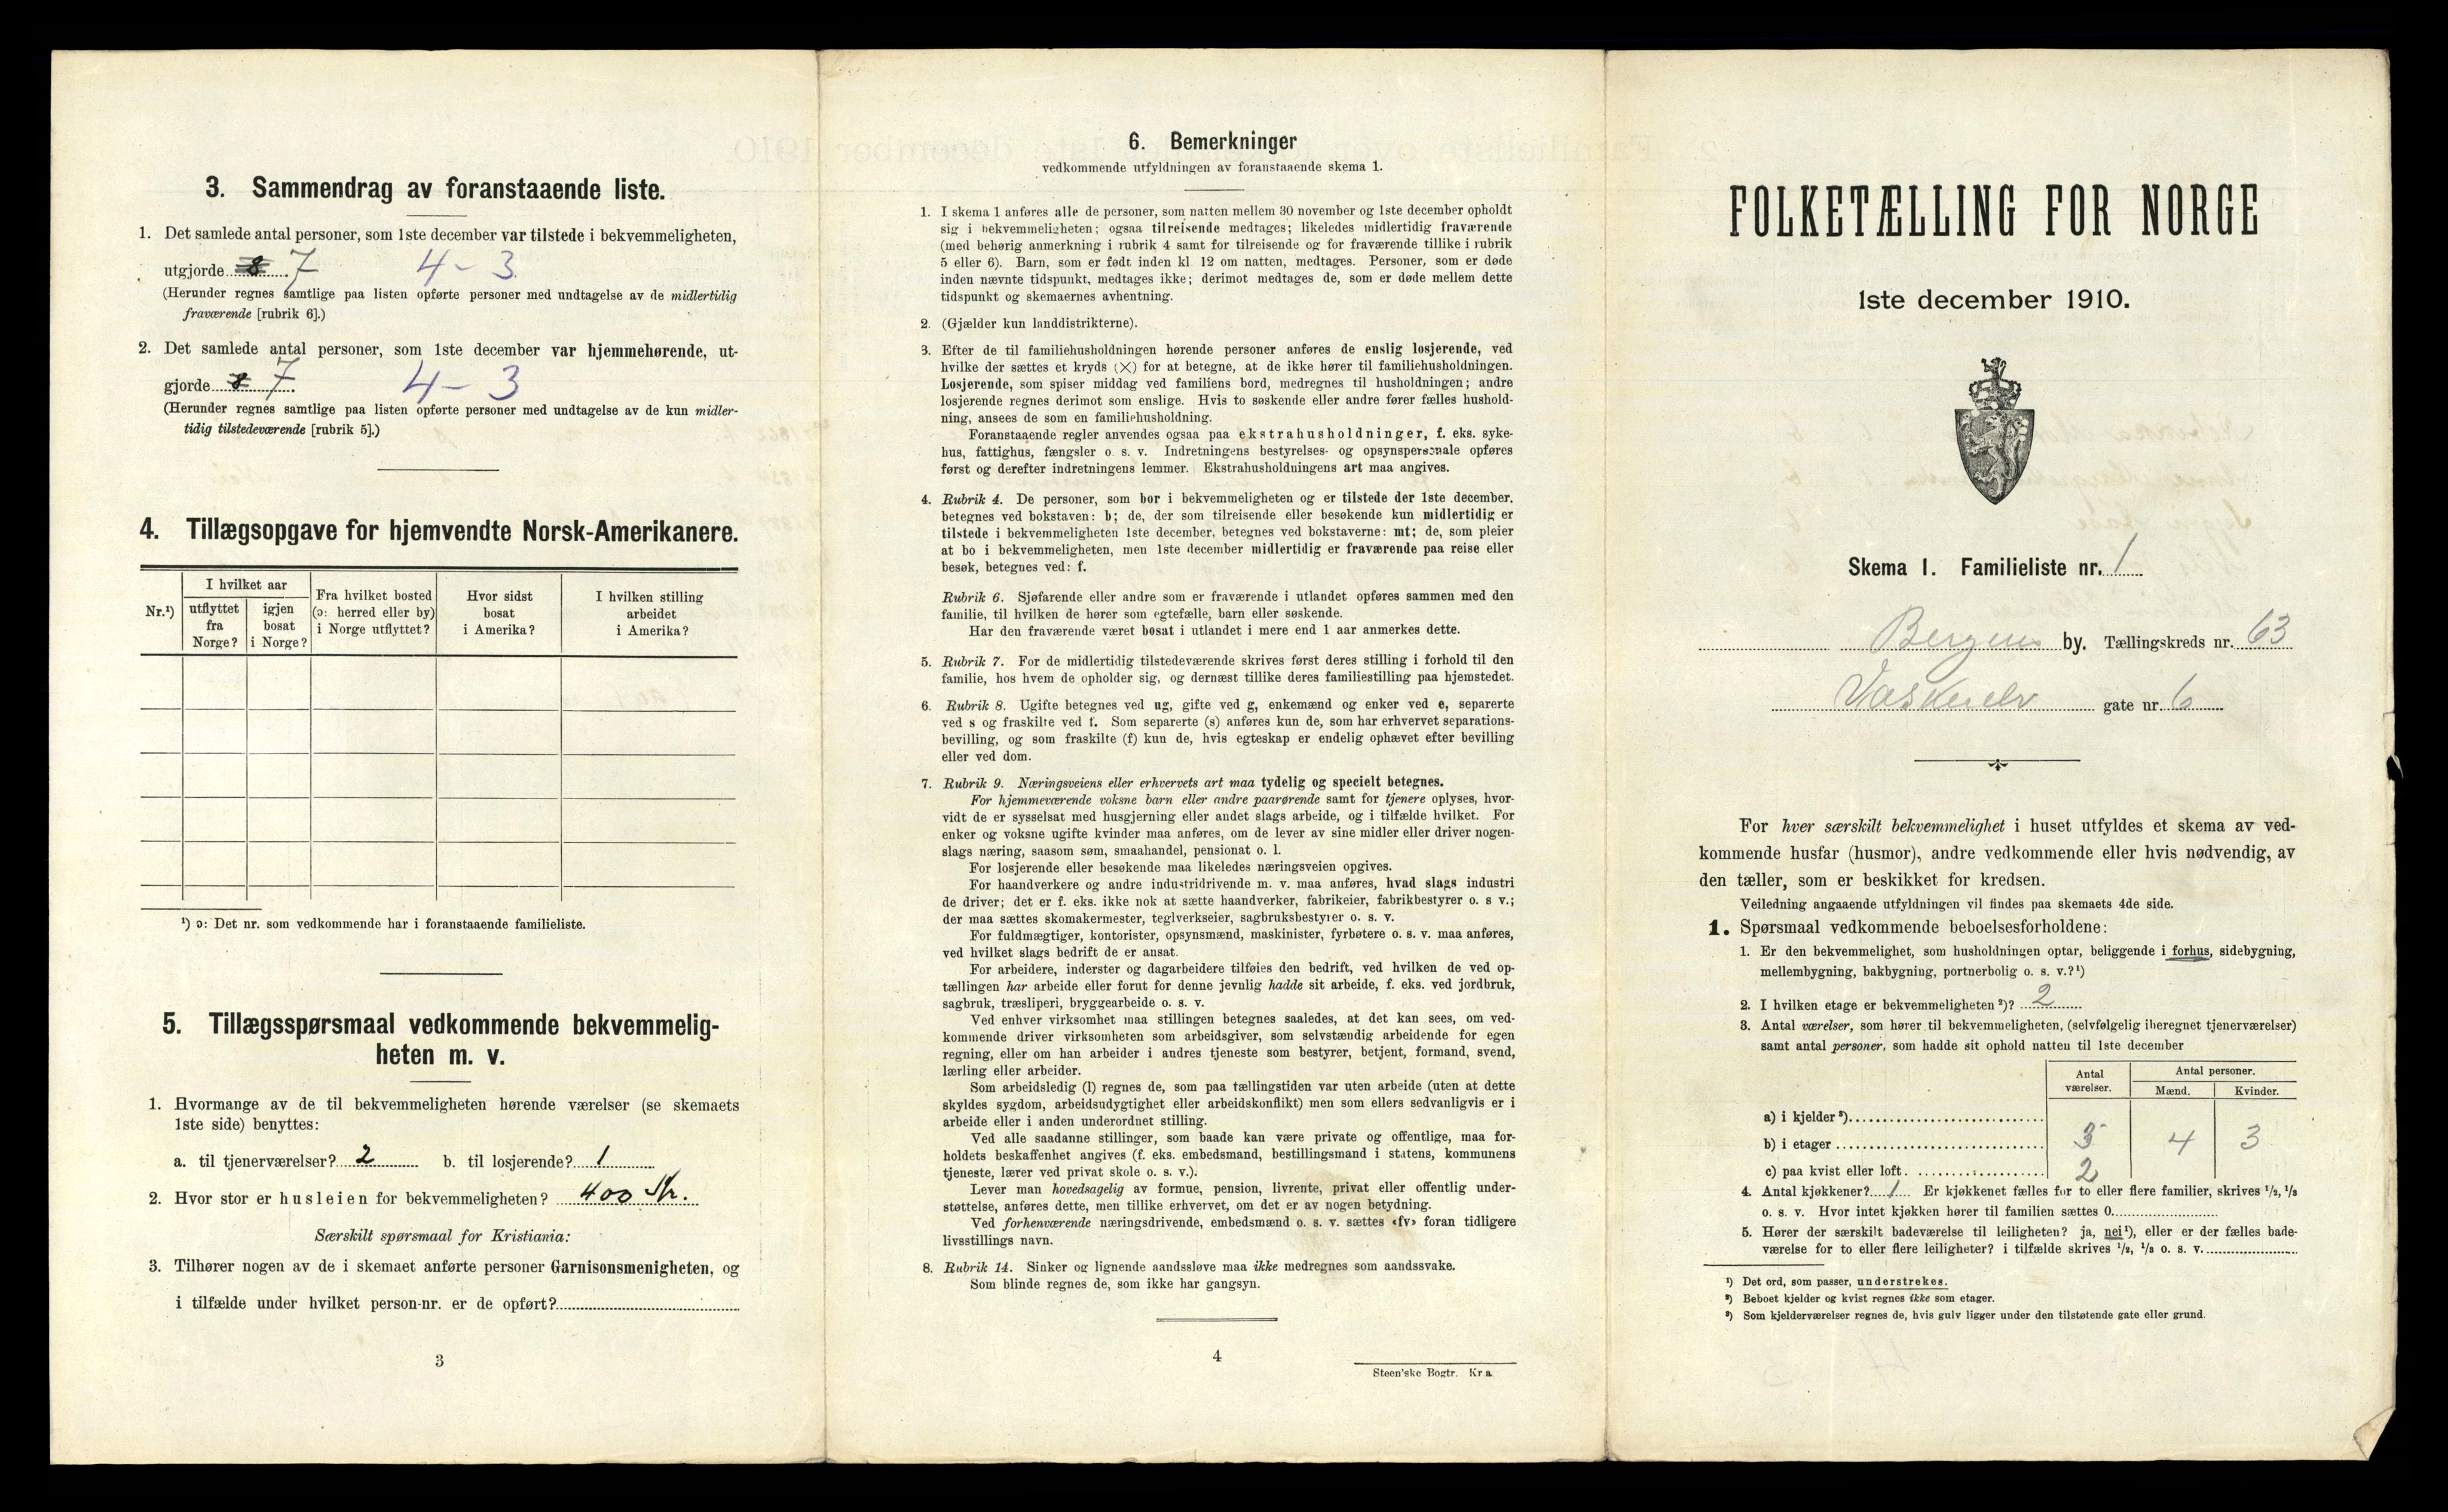 3. Sammendrag av foranstaaende liste.
1. Det samlede antal personer, som 1ste december var tilstede i bekvemmeligheten,
utgjorde 8 7 4 - 3
(Herunder regnes samtlige paa listen opførte personer med undtagelse av de midlertidig
fraværende [rubrik 6].)
2. Det samlede antal personer, som 1ste december var hjemmehørende, ut-
gjorde 8 7 4 - 3
(Herunder regnes samtlige paa listen opførte personer med undtagelse av de kun midler-
tidig tilstedeværende [rubrik 5].)
4. Tillægsopgave for hjemvendte Norsk-Amerikanere.
Nr.¹)
I hvilket aar
utflyttet
fra
Norge?
igjen
bosat
i Norge?
Fra hvilket bosted
(ɔ: herred eller by)
i Norge utflyttet?
Hvor sidst
bosat
i Amerika?
I hvilken stilling
arbeidet
i Amerika?
¹) ɔ: Det nr. som vedkommende har i foranstaaende familieliste.
5. Tillægsspørsmaal vedkommende bekvemmelig-
heten m. v.
1. Hvormange av de til bekvemmeligheten hørende værelser (se skemaets
1ste side) benyttes:
a. til tjenerværelser? 2 b. til losjerende? 1
2. Hvor stor er husleien for bekvemmeligheten? 400 Kr.
Særskilt spørsmaal for Kristiania:
3. Tilhører nogen av de i skemaet anførte personer Garnisonsmenigheten, og
i tilfælde under hvilket person-nr. er de opført?
3
6. Bemerkninger
vedkommende utfyldningen av foranstaaende skema 1.
1. I skema 1 anføres alle de personer, som natten mellem 30 november og 1ste december opholdt
sig i bekvemmeligheten; ogsaa tilreisende medtages; likeledes midlertidig fraværende
(med behørig anmerkning i rubrik 4 samt for tilreisende og for fraværende tillike i rubrik
5 eller 6). Barn, som er født inden kl. 12 om natten, medtages. Personer, som er døde
inden nævnte tidspunkt, medtages ikke; derimot medtages de, som er døde mellem dette
tidspunkt og skemaernes avhentning.
2. (Gjælder kun landdistrikterne).
3. Efter de til familiehusholdningen hørende personer anføres de enslig losjerende, ved
hvilke der sættes et kryds (×) for at betegne, at de ikke hører til familiehusholdningen.
Losjerende, som spiser middag ved familiens bord, medregnes til husholdningen; andre
losjerende regnes derimot som enslige. Hvis to søskende eller andre fører fælles hushold-
ning, ansees de som en familiehusholdning.
Foranstaaende regler anvendes ogsaa paa ekstrahusholdninger, f. eks. syke-
hus, fattighus, fængsler o. s. v. Indretningens bestyrelses- og opsynspersonale opføres
først og derefter indretningens lemmer. Ekstrahusholdningens art maa angives.
4. Rubrik 4. De personer, som bor i bekvemmeligheten og er tilstede der 1ste december,
betegnes ved bokstaven: b; de, der som tilreisende eller besøkende kun midlertidig er
tilstede i bekvemmeligheten 1ste december, betegnes ved bokstaverne: mt; de, som pleier
at bo i bekvemmeligheten, men 1ste december midlertidig er fraværende paa reise eller
besøk, betegnes ved: f.
Rubrik 6. Sjøfarende eller andre som er fraværende i utlandet opføres sammen med den
familie, til hvilken de hører som egtefælle, barn eller søskende.
Har den fraværende været bosat i utlandet i mere end 1 aar anmerkes dette.
5. Rubrik 7. For de midlertidig tilstedeværende skrives først deres stilling i forhold til den
familie, hos hvem de opholder sig, og dernæst tillike deres familiestilling paa hjemstedet.
6. Rubrik 8. Ugifte betegnes ved ug, gifte ved g, enkemænd og enker ved e, separerte
ved s og fraskilte ved f. Som separerte (s) anføres kun de, som har erhvervet separations-
bevilling, og som fraskilte (f) kun de, hvis egteskap er endelig ophævet efter bevilling
eller ved dom.
7. Rubrik 9. Næringsveiens eller erhvervets art maa tydelig og specielt betegnes.
For hjemmeværende voksne barn eller andre paarørende samt for tjenere oplyses, hvor-
vidt de er sysselsat med husgjerning eller andet slags arbeide, og i tilfælde hvilket. For
enker og voksne ugifte kvinder maa anføres, om de lever av sine midler eller driver nogen-
slags næring, saasom søm, smaahandel, pensionat o. l.
For losjerende eller besøkende maa likeledes næringsveien opgives.
For haandverkere og andre industridrivende m. v. maa anføres, hvad slags industri
de driver; det er f. eks. ikke nok at sætte haandverker, fabrikeier, fabrikbestyrer o. s v.;
der maa sættes skomakermester, teglverkseier, sagbruksbestyrer o. s. v.
For fuldmægtiger, kontorister, opsynsmænd, maskinister, fyrbøtere o. s. v. maa anføres,
ved hvilket slags bedrift de er ansat.
For arbeidere, inderster og dagarbeidere tilføies den bedrift, ved hvilken de ved op-
tællingen har arbeide eller forut for denne jevnlig hadde sit arbeide, f. eks. ved jordbruk,
sagbruk, træsliperi, bryggearbeide o. s. v.
Ved enhver virksomhet maa stillingen betegnes saaledes, at det kan sees, om ved-
kommende driver virksomheten som arbeidsgiver, som selvstændig arbeidende for egen
regning, eller om han arbeider i andres tjeneste som bestyrer, betjent, formand, svend,
lærling eller arbeider.
Som arbeidsledig (l) regnes de, som paa tællingstiden var uten arbeide (uten at dette
skyldes sygdom, arbeidsudygtighet eller arbeidskonflikt) men som ellers sedvanligvis er i
arbeide eller i anden underordnet stilling.
Ved alle saadanne stillinger, som baade kan være private og offentlige, maa for-
holdets beskaffenhet angives (f. eks. embedsmand, bestillingsmand i statens, kommunens
tjeneste, lærer ved privat skole o. s. v.).
Lever man hovedsagelig av formue, pension, livrente, privat eller offentlig under-
støttelse, anføres dette, men tillike erhvervet, om det er av nogen betydning.
Ved forhenværende næringsdrivende, embedsmænd o. s. v. sættes «fv» foran tidligere
livsstillings navn.
8. Rubrik 14. Sinker og lignende aandssløve maa ikke medregnes som aandssvake.
Som blinde regnes de, som ikke har gangsyn.
4
Steen'ske Bogtr. Kr.a.
FOLKETÆLLING FOR NORGE
1ste december 1910.
Skema 1. Familieliste nr. 1
Bergens by. Tællingskreds nr. 63
Vaskerelv gate nr. 6
For hver særskilt bekvemmelighet i huset utfyldes et skema av ved-
kommende husfar (husmor), andre vedkommende eller hvis nødvendig, av
den tæller, som er beskikket for kredsen.
Veiledning angaaende utfyldningen vil findes paa skemaets 4de side.
1. Spørsmaal vedkommende beboelsesforholdene:
1. Er den bekvemmelighet, som husholdningen optar, beliggende i forhus, sidebygning,
mellembygning, bakbygning, portnerbolig o. s. v.?¹)
2. I hvilken etage er bekvemmeligheten²)? 2
3. Antal værelser, som hører til bekvemmeligheten, (selvfølgelig iberegnet tjenerværelser)
samt antal personer, som hadde sit ophold natten til 1ste december
Antal
værelser.
Antal personer.
Mænd. Kvinder.
a) i kjelder³)
b) i etager 3 4 3
c) paa kvist eller loft. 2
4. Antal kjøkkener? 1 Er kjøkkenet fælles for to eller flere familier, skrives 1/2, 1/3
o. s. v. Hvor intet kjøkken hører til familien sættes 0.
5. Hører der særskilt badeværelse til leiligheten? ja, nei¹), eller er der fælles bade-
værelse for to eller flere leiligheter? i tilfælde skrives 1/2, 1/3 o. s. v.
¹) Det ord, som passer, understrekes.
²) Beboet kjelder og kvist regnes ikke som etager.
³) Som kjelderværelser regnes de, hvis gulv ligger under den tilstøtende gate eller grund.